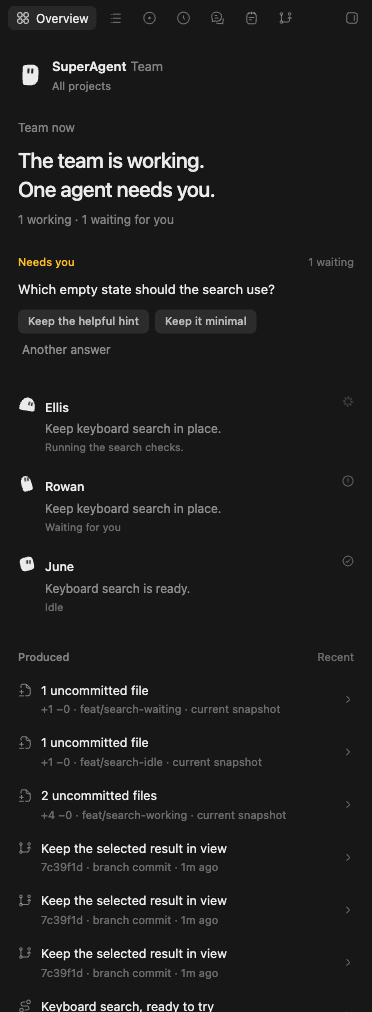 Overview
SuperAgent Team
All projects
Team now
The team is working.
One agent needs you.
1 working · 1 waiting for you
Needs you 1 waiting
Which empty state should the search use?
Keep the helpful hint Keep it minimal
Another answer
Ellis
Keep keyboard search in place.
Running the search checks.
Rowan
Keep keyboard search in place.
Waiting for you
June
Keyboard search is ready.
Idle
Produced Recent
1 uncommitted file
+1 −0 · feat/search-waiting · current snapshot
1 uncommitted file
+1 −0 · feat/search-idle · current snapshot
2 uncommitted files
+4 −0 · feat/search-working · current snapshot
Keep the selected result in view
7c39f1d · branch commit · 1m ago
Keep the selected result in view
7c39f1d · branch commit · 1m ago
Keep the selected result in view
7c39f1d · branch commit · 1m ago
Keyboard search, ready to try